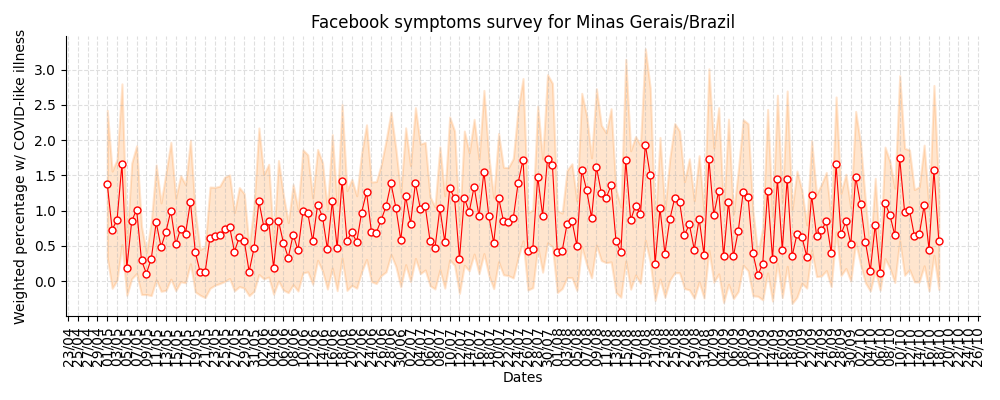 Facebook symptoms survey for Minas Gerais/Brazil
Weighted percentage w/ COVID-like illness
3.0
2.5
2.0
1.5
1.0
0.5
0.0
23/04 25/04 27/04 29/04 01/05 03/05 05/05 07/05 09/05 11/05 13/05 15/05 17/05 19/05 21/05 23/05 25/05 27/05 29/05 31/05 02/06 04/06 06/06 08/06 10/06 12/06 14/06 16/06 18/06 20/06 22/06 24/06 26/06 28/06 30/06 02/07 04/07 06/07 08/07 10/07 12/07 14/07 16/07 18/07 20/07 22/07 24/07 26/07 28/07 30/07 01/08 03/08 05/08 07/08 09/08 11/08 13/08 15/08 17/08 19/08 21/08 23/08 25/08 27/08 29/08 31/08 02/09 04/09 06/09 08/09 10/09 12/09 14/09 16/09 18/09 20/09 22/09 24/09 26/09 28/09 30/09 02/10 04/10 06/10 08/10 10/10 12/10 14/10 16/10 18/10 20/10 22/10 24/10 26/10
Dates